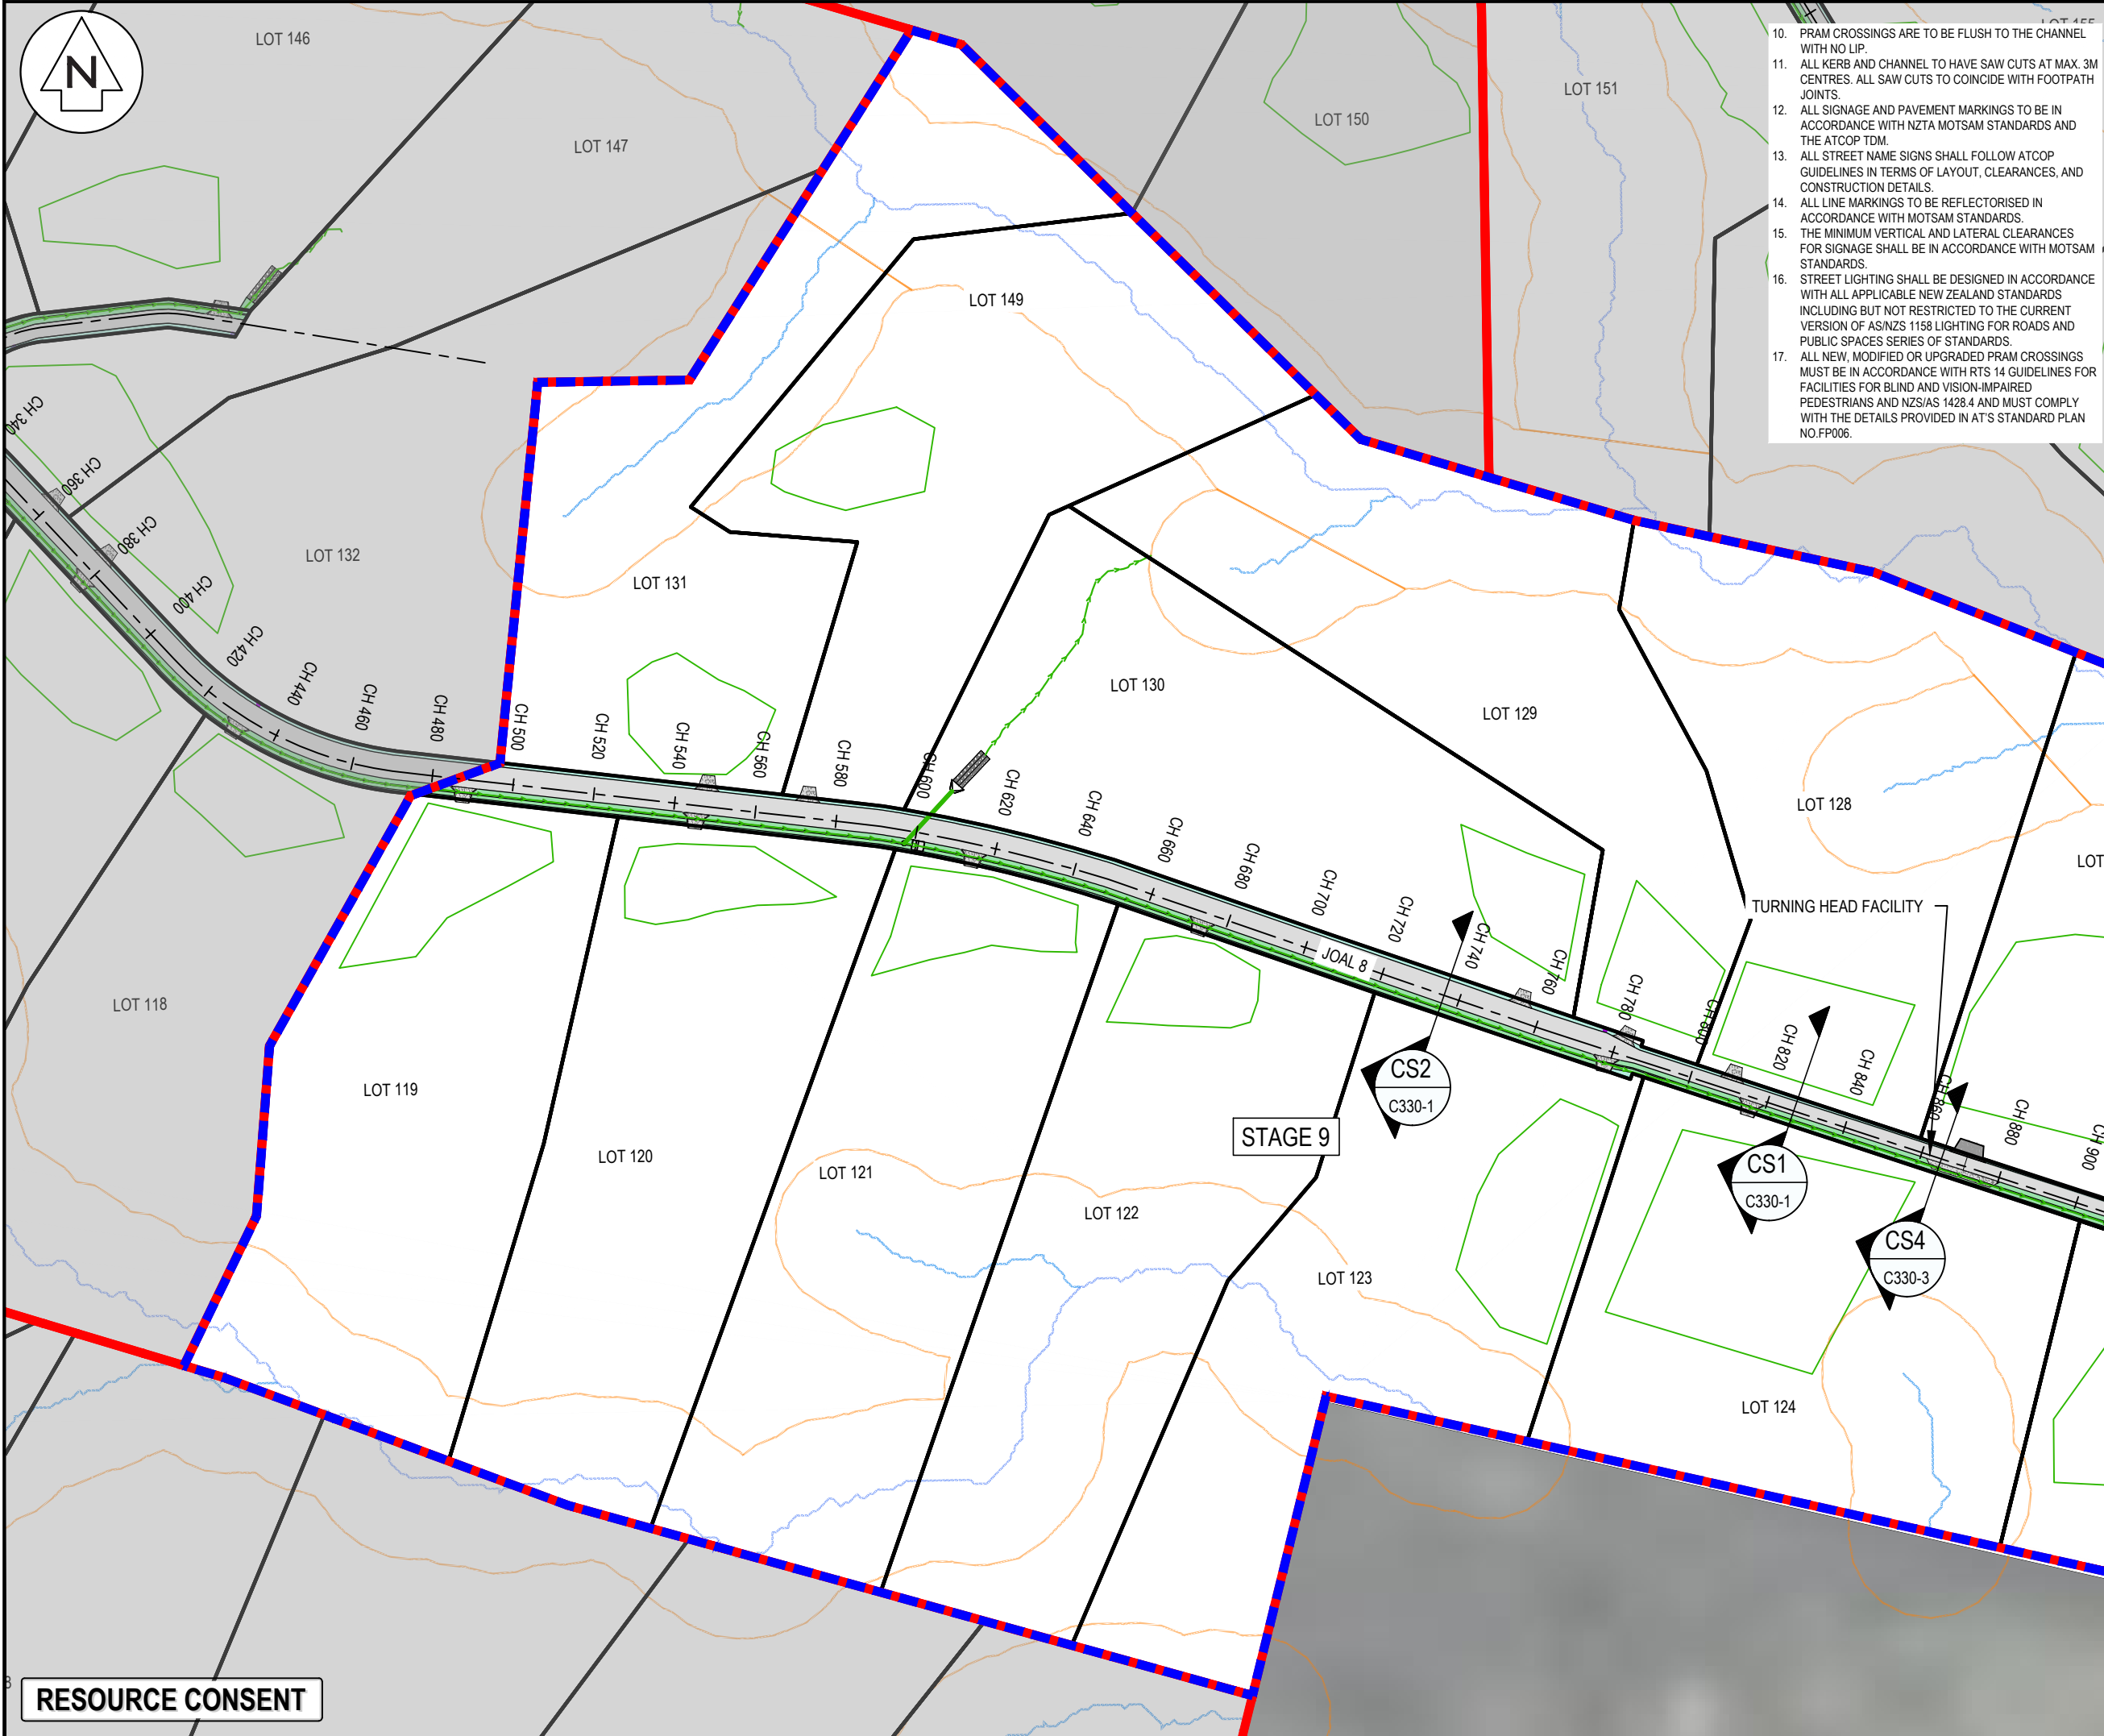 N
LOT 146
LOT 147
LOT 150
LOT 151
LOT 155
10. PRAM CROSSINGS ARE TO BE FLUSH TO THE CHANNEL
WITH NO LIP.
11. ALL KERB AND CHANNEL TO HAVE SAW CUTS AT MAX. 3M
CENTRES. ALL SAW CUTS TO COINCIDE WITH FOOTPATH
JOINTS.
12. ALL SIGNAGE AND PAVEMENT MARKINGS TO BE IN
ACCORDANCE WITH NZTA MOTSAM STANDARDS AND
THE ATCOP TDM.
13. ALL STREET NAME SIGNS SHALL FOLLOW ATCOP
GUIDELINES IN TERMS OF LAYOUT, CLEARANCES, AND
CONSTRUCTION DETAILS.
14. ALL LINE MARKINGS TO BE REFLECTORISED IN
ACCORDANCE WITH MOTSAM STANDARDS.
15. THE MINIMUM VERTICAL AND LATERAL CLEARANCES
FOR SIGNAGE SHALL BE IN ACCORDANCE WITH MOTSAM
STANDARDS.
16. STREET LIGHTING SHALL BE DESIGNED IN ACCORDANCE
WITH ALL APPLICABLE NEW ZEALAND STANDARDS
INCLUDING BUT NOT RESTRICTED TO THE CURRENT
VERSION OF AS/NZS 1158 LIGHTING FOR ROADS AND
PUBLIC SPACES SERIES OF STANDARDS.
17. ALL NEW, MODIFIED OR UPGRADED PRAM CROSSINGS
MUST BE IN ACCORDANCE WITH RTS 14 GUIDELINES FOR
FACILITIES FOR BLIND AND VISION-IMPAIRED
PEDESTRIANS AND NZS/AS 1428.4 AND MUST COMPLY
WITH THE DETAILS PROVIDED IN AT'S STANDARD PLAN
NO.FP006.
LOT 149
LOT 132
LOT 131
LOT 130
LOT 129
LOT 128
LOT
CH 340
CH 360
CH 380
CH 400
CH 420
CH 440
CH 460
CH 480
CH 500
CH 520
CH 540
CH 560
CH 580
CH 600
CH 620
CH 640
CH 660
CH 680
CH 700
CH 720
CH 740
CH 760
CH 780
CH 800
CH 820
CH 840
CH 860
CH 880
CH 900
TURNING HEAD FACILITY
JOAL 8
LOT 118
LOT 119
LOT 120
LOT 121
LOT 122
LOT 123
LOT 124
STAGE 9
CS2
C330-1
CS1
C330-1
CS4
C330-3
RESOURCE CONSENT